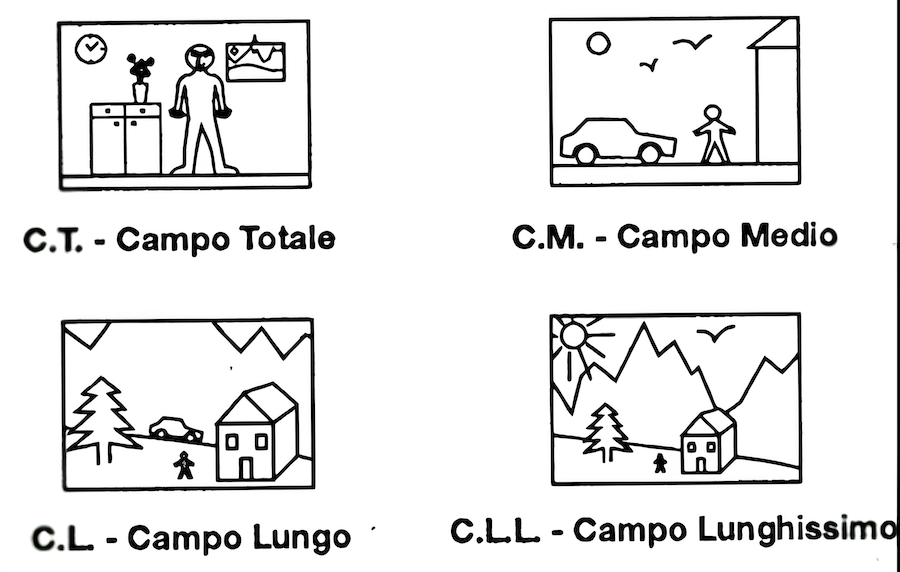 C.T. - Campo Totale
C.M. - Campo Medio
C.L. - Campo Lungo
C.L.L. - Campo Lunghissimo